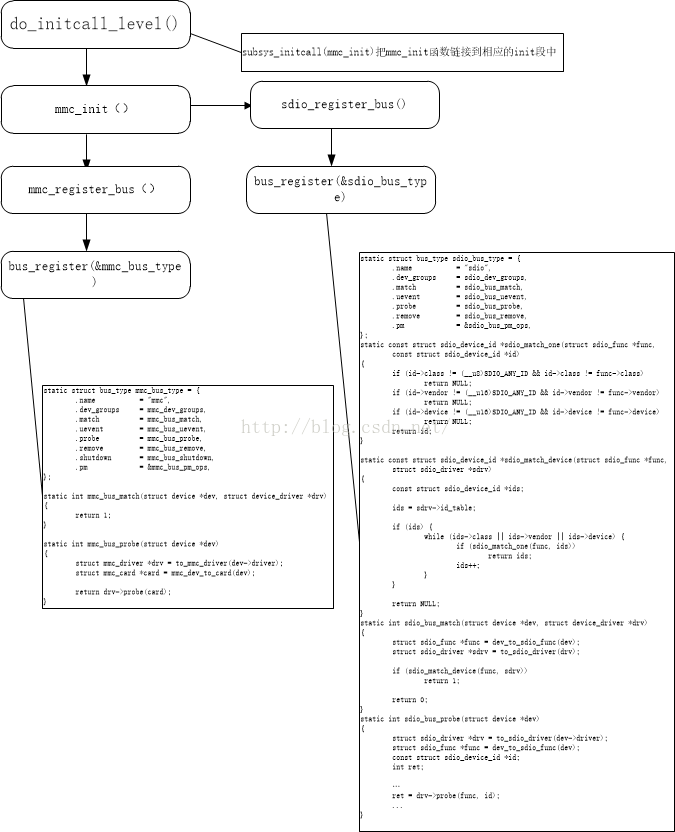 do_initcall_level()
subsys_initcall(mmc_init)把mmc_init函数链接到相应的init段中
mmc_init （）
sdio_register_bus()
mmc_register_bus （）
bus_register(&sdio_bus_typ
e)
bus_register(&mmc_bus_type
)
static struct bus_type mmc_bus_type = {
.name = "mmc",
.dev_groups = mmc_dev_groups,
.match = mmc_bus_match,
.uevent = mmc_bus_uevent,
.probe = mmc_bus_probe,
.remove = mmc_bus_remove,
.shutdown = mmc_bus_shutdown,
.pm = &mmc_bus_pm_ops,
};
static int mmc_bus_match(struct device *dev, struct device_driver *drv)
{
return 1;
}
static int mmc_bus_probe(struct device *dev)
{
struct mmc_driver *drv = to_mmc_driver(dev->driver);
struct mmc_card *card = mmc_dev_to_card(dev);
return drv->probe(card);
}
static struct bus_type sdio_bus_type = {
.name = "sdio",
.dev_groups = sdio_dev_groups,
.match = sdio_bus_match,
.uevent = sdio_bus_uevent,
.probe = sdio_bus_probe,
.remove = sdio_bus_remove,
.pm = &sdio_bus_pm_ops,
};
static const struct sdio_device_id *sdio_match_one(struct sdio_func *func,
const struct sdio_device_id *id)
{
if (id->class != (__u8)SDIO_ANY_ID && id->class != func->class)
return NULL;
if (id->vendor != (__u16)SDIO_ANY_ID && id->vendor != func->vendor)
return NULL;
if (id->device != (__u16)SDIO_ANY_ID && id->device != func->device)
return NULL;
return id;
}
static const struct sdio_device_id *sdio_match_device(struct sdio_func *func,
struct sdio_driver *sdrv)
{
const struct sdio_device_id *ids;
ids = sdrv->id_table;
if (ids) {
while (ids->class || ids->vendor || ids->device) {
if (sdio_match_one(func, ids))
return ids;
ids++;
}
}
return NULL;
}
static int sdio_bus_match(struct device *dev, struct device_driver *drv)
{
struct sdio_func *func = dev_to_sdio_func(dev);
struct sdio_driver *sdrv = to_sdio_driver(drv);
if (sdio_match_device(func, sdrv))
return 1;
return 0;
}
static int sdio_bus_probe(struct device *dev)
{
struct sdio_driver *drv = to_sdio_driver(dev->driver);
struct sdio_func *func = dev_to_sdio_func(dev);
const struct sdio_device_id *id;
int ret;
...
ret = drv->probe(func, id);
...
}
http://blog.csdn.net/